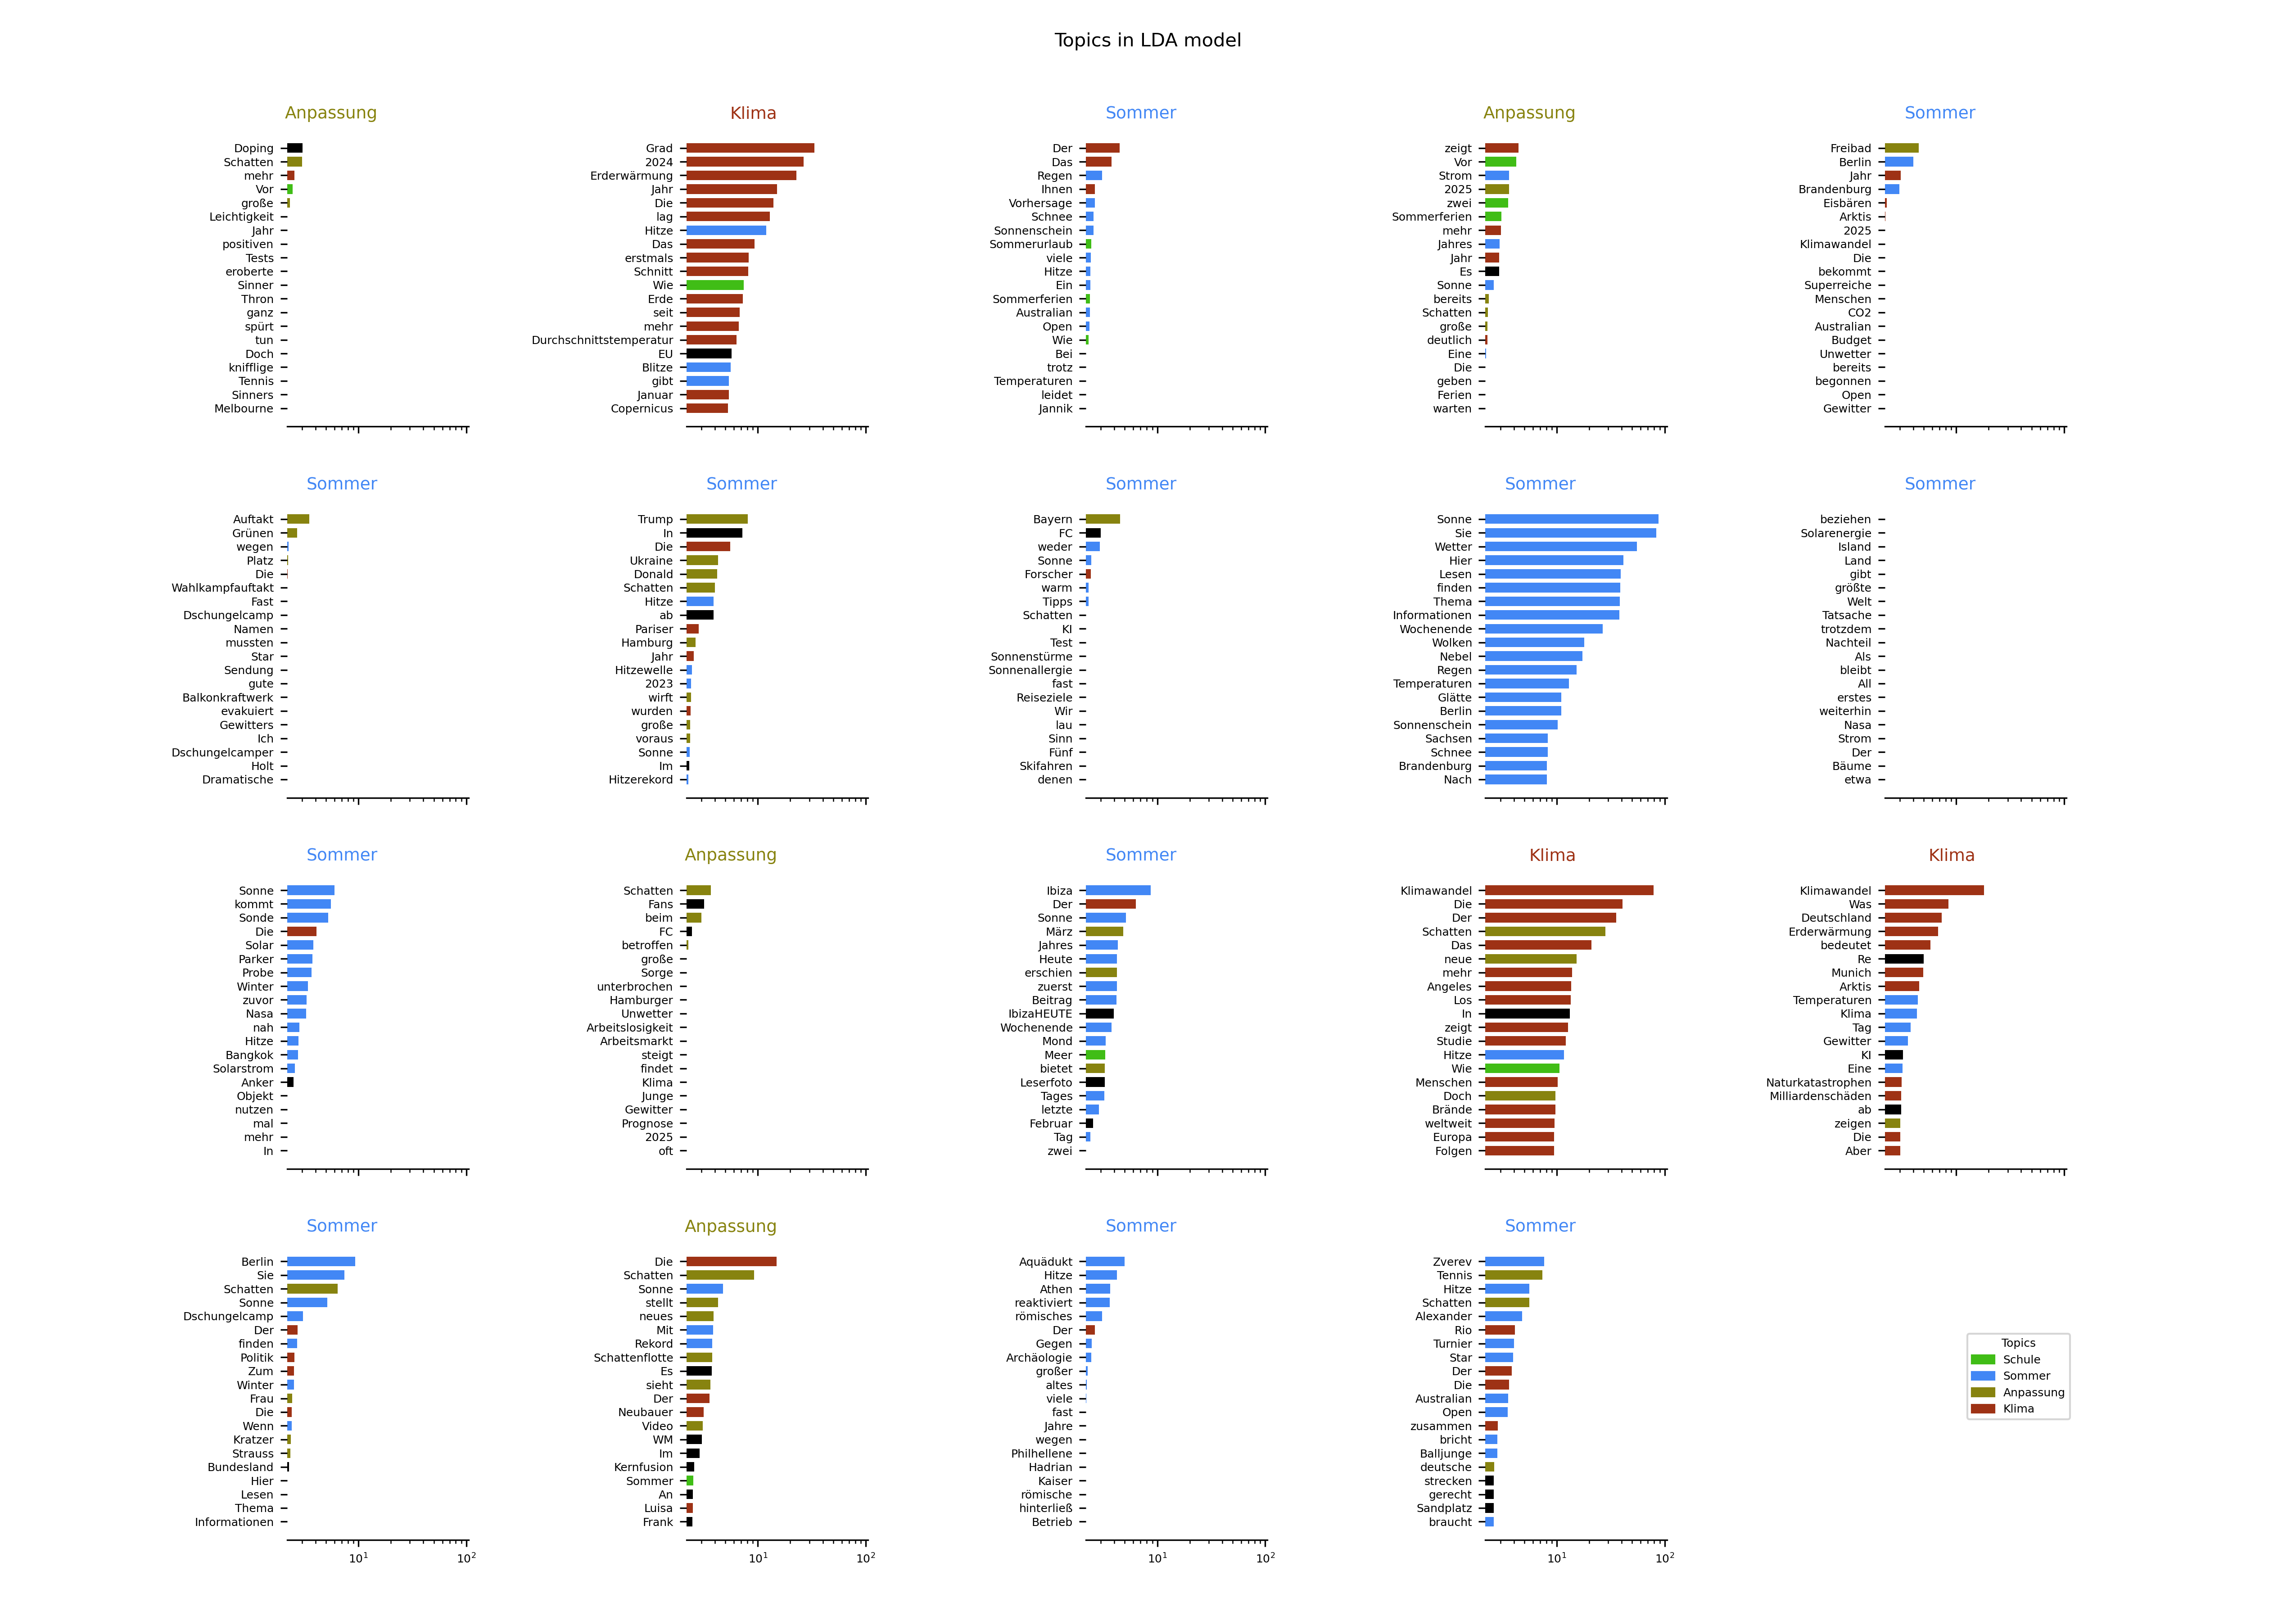 Topics in LDA model
Anpassung
Doping
Schatten
mehr
Vor
große
Leichtigkeit
Jahr
positiven
Tests
eroberte
Sinner
Thron
ganz
spürt
tun
Doch
knifflige
Tennis
Sinners
Melbourne
Klima
Grad
2024
Erderwärmung
Jahr
Die
lag
Hitze
Das
erstmals
Schnitt
Wie
Erde
seit
mehr
Durchschnittstemperatur
EU
Blitze
gibt
Januar
Copernicus
Sommer
Der
Das
Regen
Ihnen
Vorhersage
Schnee
Sonnenschein
Sommerurlaub
viele
Hitze
Ein
Sommerferien
Australian
Open
Wie
Bei
trotz
Temperaturen
leidet
Jannik
Anpassung
zeigt
Vor
Strom
2025
zwei
Sommerferien
mehr
Jahres
Jahr
Es
Sonne
bereits
Schatten
große
deutlich
Eine
Die
geben
Ferien
warten
Sommer
Freibad
Berlin
Jahr
Brandenburg
Eisbären
Arktis
2025
Klimawandel
Die
bekommt
Superreiche
Menschen
CO2
Australian
Budget
Unwetter
bereits
begonnen
Open
Gewitter
Sommer
Auftakt
Grünen
wegen
Platz
Die
Wahlkampfauftakt
Fast
Dschungelcamp
Namen
mussten
Star
Sendung
gute
Balkonkraftwerk
evakuiert
Gewitters
Ich
Dschungelcamper
Holt
Dramatische
Sommer
Trump
In
Die
Ukraine
Donald
Schatten
Hitze
ab
Pariser
Hamburg
Jahr
Hitzewelle
2023
wirft
wurden
große
voraus
Sonne
Im
Hitzerekord
Sommer
Bayern
FC
weder
Sonne
Forscher
warm
Tipps
Schatten
KI
Test
Sonnenstürme
Sonnenallergie
fast
Reiseziele
Wir
lau
Sinn
Fünf
Skifahren
denen
Sommer
Sonne
Sie
Wetter
Hier
Lesen
finden
Thema
Informationen
Wochenende
Wolken
Nebel
Regen
Temperaturen
Glätte
Berlin
Sonnenschein
Sachsen
Schnee
Brandenburg
Nach
Sommer
beziehen
Solarenergie
Island
Land
gibt
größte
Welt
Tatsache
trotzdem
Nachteil
Als
bleibt
All
erstes
weiterhin
Nasa
Strom
Der
Bäume
etwa
Sommer
Sonne
kommt
Sonde
Die
Solar
Parker
Probe
Winter
zuvor
Nasa
nah
Hitze
Bangkok
Solarstrom
Anker
Objekt
nutzen
mal
mehr
In
Anpassung
Schatten
Fans
beim
FC
betroffen
große
Sorge
unterbrochen
Hamburger
Unwetter
Arbeitslosigkeit
Arbeitsmarkt
steigt
findet
Klima
Junge
Gewitter
Prognose
2025
oft
Sommer
Ibiza
Der
Sonne
März
Jahres
Heute
erschien
zuerst
Beitrag
IbizaHEUTE
Wochenende
Mond
Meer
bietet
Leserfoto
Tages
letzte
Februar
Tag
zwei
Klima
Klimawandel
Die
Der
Schatten
Das
neue
mehr
Angeles
Los
In
zeigt
Studie
Hitze
Wie
Menschen
Doch
Brände
weltweit
Europa
Folgen
Klima
Klimawandel
Was
Deutschland
Erderwärmung
bedeutet
Re
Munich
Arktis
Temperaturen
Klima
Tag
Gewitter
KI
Eine
Naturkatastrophen
Milliardenschäden
ab
zeigen
Die
Aber
Sommer
Berlin
Sie
Schatten
Sonne
Dschungelcamp
Der
finden
Politik
Zum
Winter
Frau
Die
Wenn
Kratzer
Strauss
Bundesland
Hier
Lesen
Thema
Informationen
10¹ 10²
Anpassung
Die
Schatten
Sonne
stellt
neues
Mit
Rekord
Schattenflotte
Es
sieht
Der
Neubauer
Video
WM
Im
Kernfusion
Sommer
An
Luisa
Frank
10¹ 10²
Sommer
Aquädukt
Hitze
Athen
reaktiviert
römisches
Der
Gegen
Archäologie
großer
altes
viele
fast
Jahre
wegen
Philhellene
Hadrian
Kaiser
römische
hinterließ
Betrieb
10¹ 10²
Sommer
Zverev
Tennis
Hitze
Schatten
Alexander
Rio
Turnier
Star
Der
Die
Australian
Open
zusammen
bricht
Balljunge
deutsche
strecken
gerecht
Sandplatz
braucht
10¹ 10²
Topics
Schule
Sommer
Anpassung
Klima